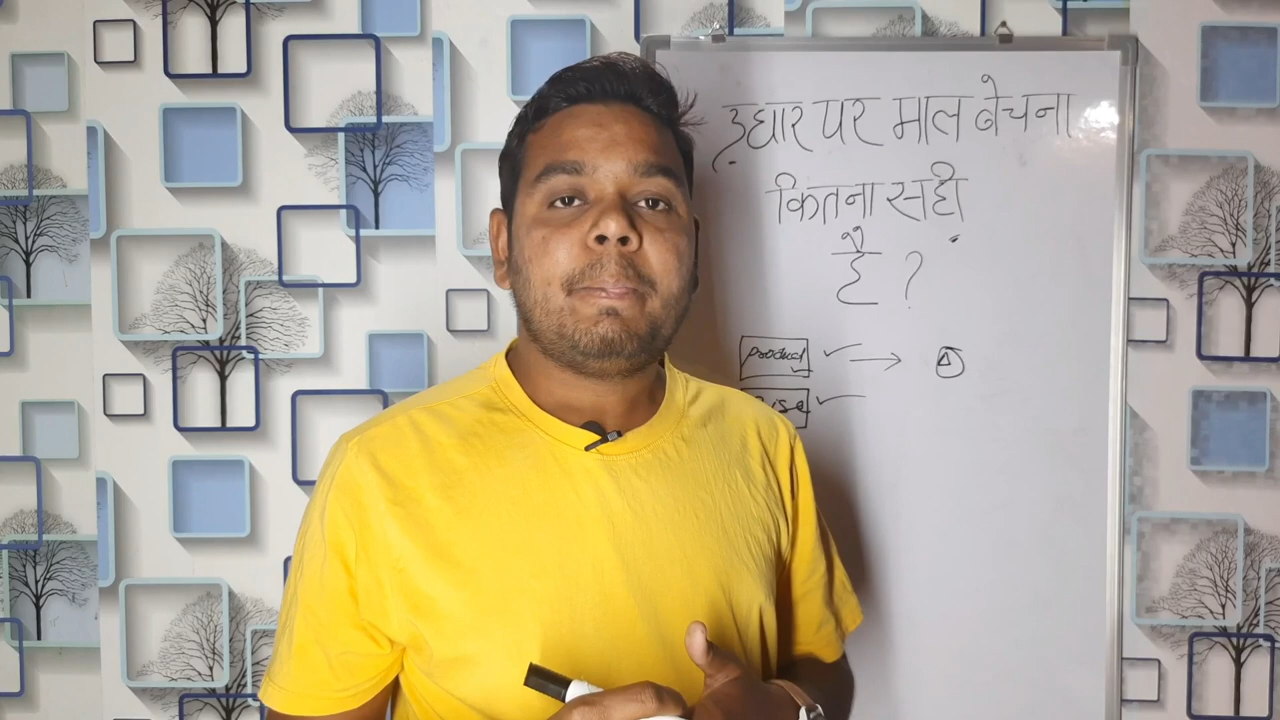 उधार पर माल बेचना
कितना सही
है ?
product